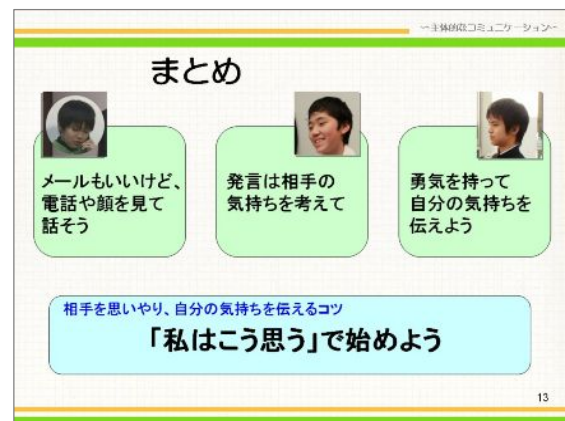 〜主体的なコミュニケーション〜
まとめ
メールもいいけど、
電話や顔を見て
話そう
発言は相手の
気持ちを考えて
勇気を持って
自分の気持ちを
伝えよう
相手を思いやり、自分の気持ちを伝えるコツ
「私はこう思う」で始めよう
13